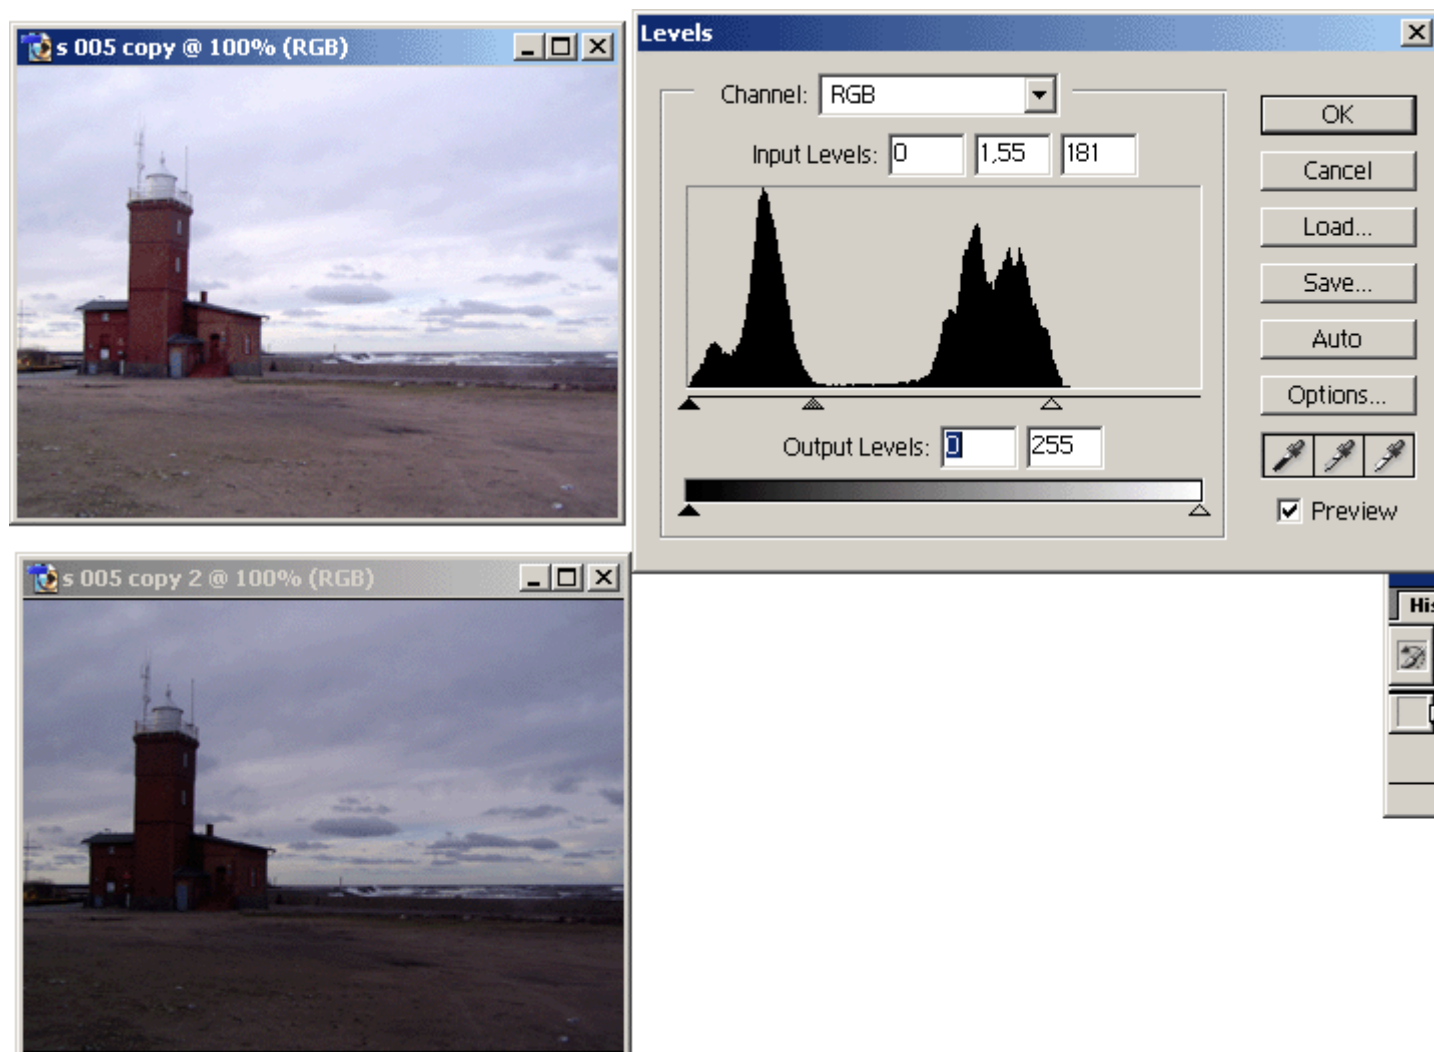 s 005 copy @ 100% (RGB)
Levels
Channel: RGB
Input Levels: 0 1,55 181
Output Levels: 0 255
OK
Cancel
Load...
Save...
Auto
Options...
Preview
s 005 copy 2 @ 100% (RGB)
His